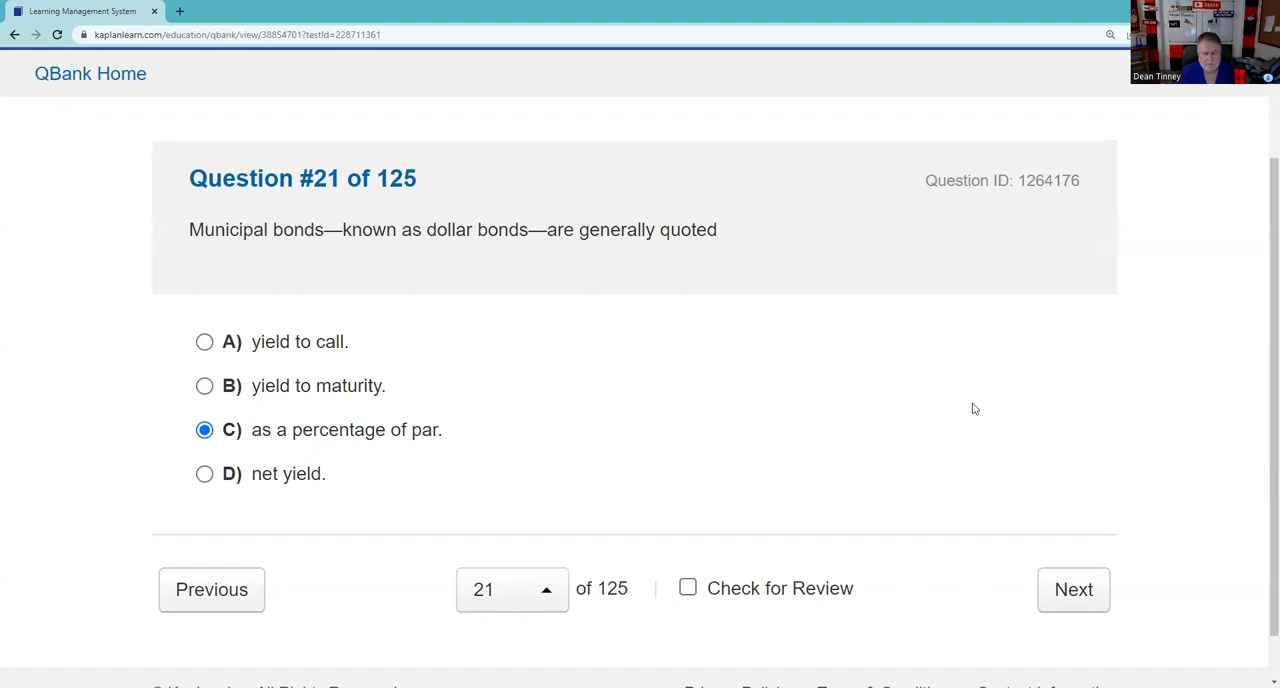 Learning Management System
kaplanlearn.com/education/qbank/view/38854701?testId=228711361
Dean Tinney
QBank Home
Question #21 of 125
Question ID: 1264176
Municipal bonds—known as dollar bonds—are generally quoted
A) yield to call.
B) yield to maturity.
C) as a percentage of par.
D) net yield.
Previous
21
of 125
Check for Review
Next